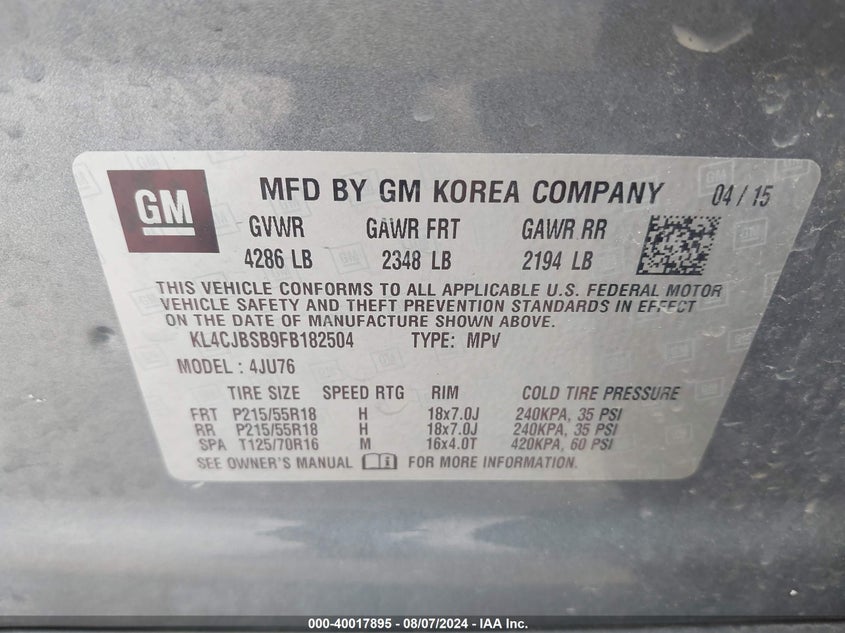 GM
MFD BY GM KOREA COMPANY 04 / 15
GVWR GAWR FRT GAWR RR
4286 LB 2348 LB 2194 LB
THIS VEHICLE CONFORMS TO ALL APPLICABLE U.S. FEDERAL MOTOR
VEHICLE SAFETY AND THEFT PREVENTION STANDARDS IN EFFECT
ON THE DATE OF MANUFACTURE SHOWN ABOVE.
KL4CJBSB9FB182504 TYPE: MPV
MODEL : 4JU76
TIRE SIZE SPEED RTG RIM COLD TIRE PRESSURE
FRT P215/55R18 H 18x7.0J 240KPA, 35 PSI
RR P215/55R18 H 18x7.0J 240KPA, 35 PSI
SPA T125/70R16 M 16x4.0T 420KPA, 60 PSI
SEE OWNER'S MANUAL FOR MORE INFORMATION.
000-40017895 - 08/07/2024 - IAA Inc.